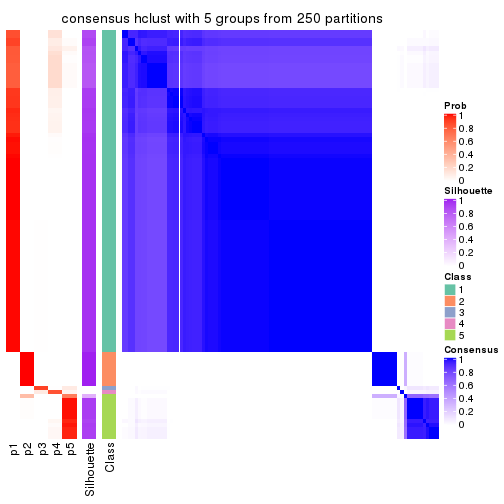 consensus hclust with 5 groups from 250 partitions
Prob
1
0.8
0.6
0.4
0.2
0
Silhouette
1
0.8
0.6
0.4
0.2
0
Class
1
2
3
4
5
Consensus
1
0.8
0.6
0.4
0.2
0
p1
p2
p3
p4
p5
Silhouette
Class